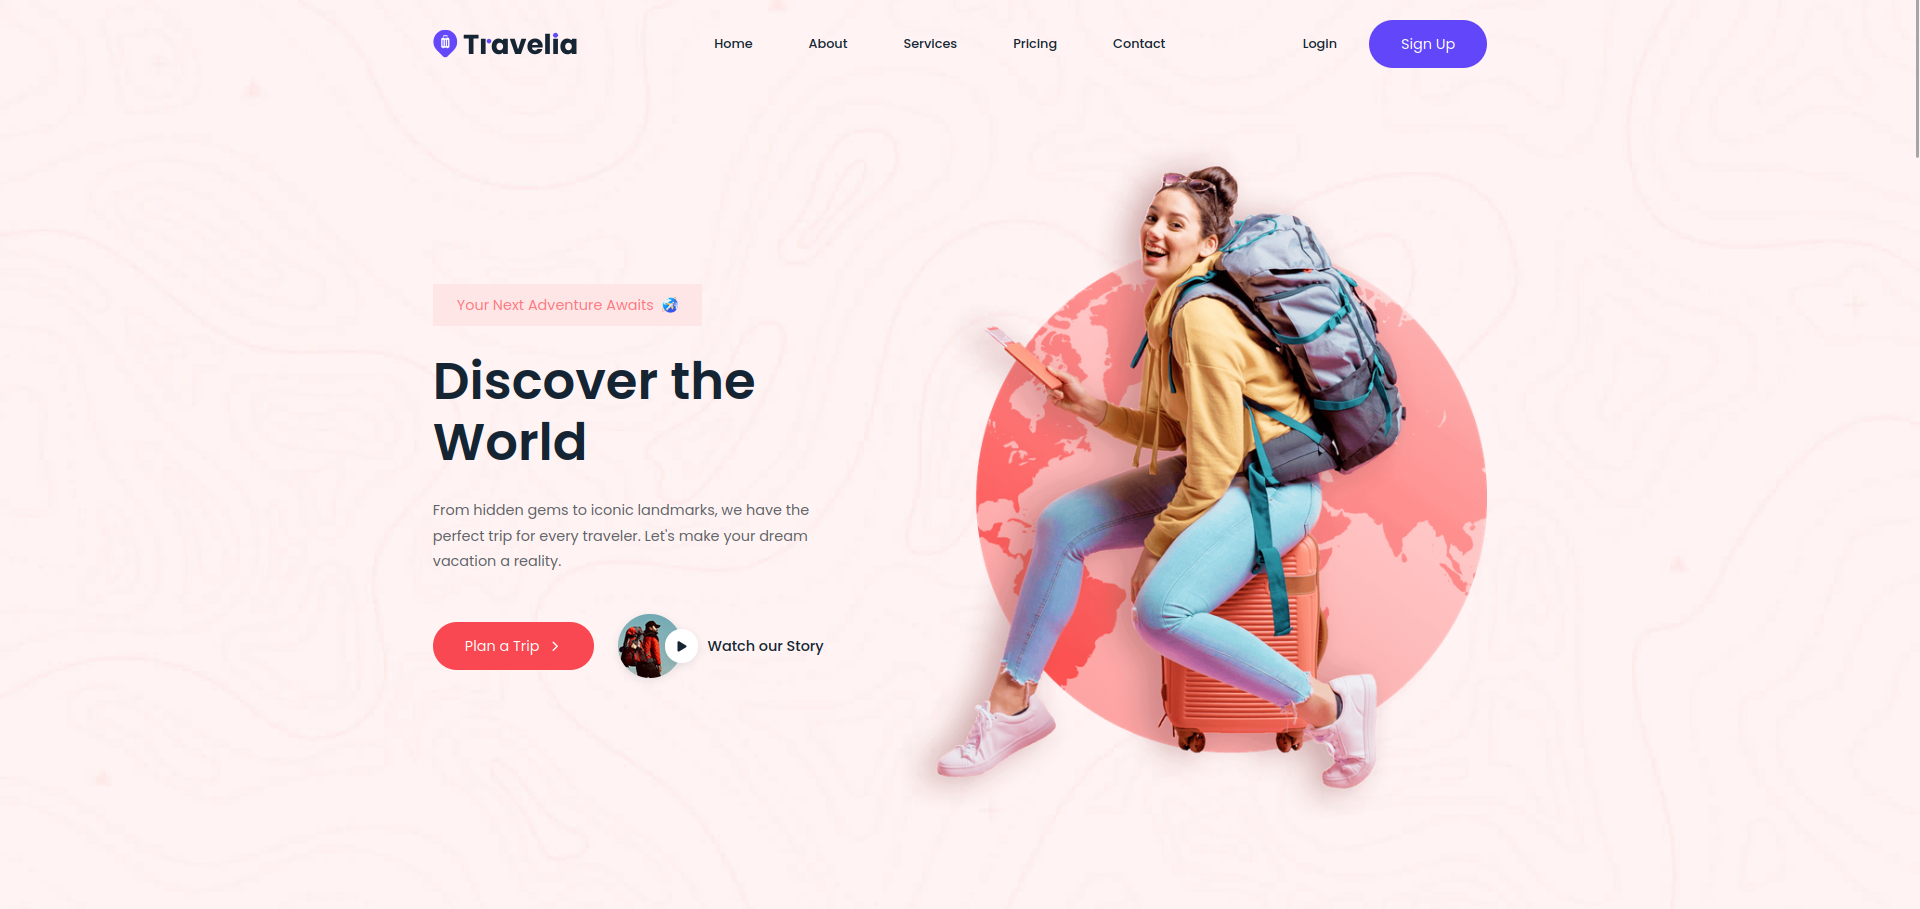 Travelia
Home
About
Services
Pricing
Contact
Login
Sign Up
Your Next Adventure Awaits
Discover the
World
From hidden gems to iconic landmarks, we have the
perfect trip for every traveler. Let's make your dream
vacation a reality.
Plan a Trip
Watch our Story